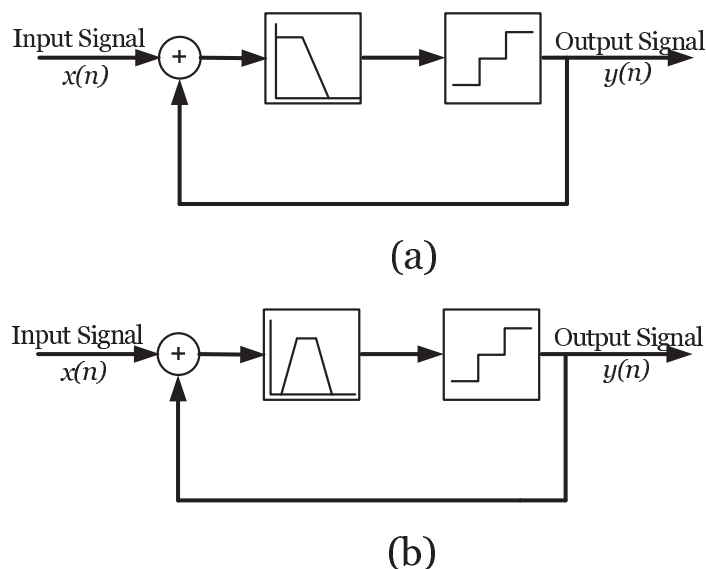 Input Signal
x(n)
+
Output Signal
y(n)
(a)
Input Signal
x(n)
+
Output Signal
y(n)
(b)